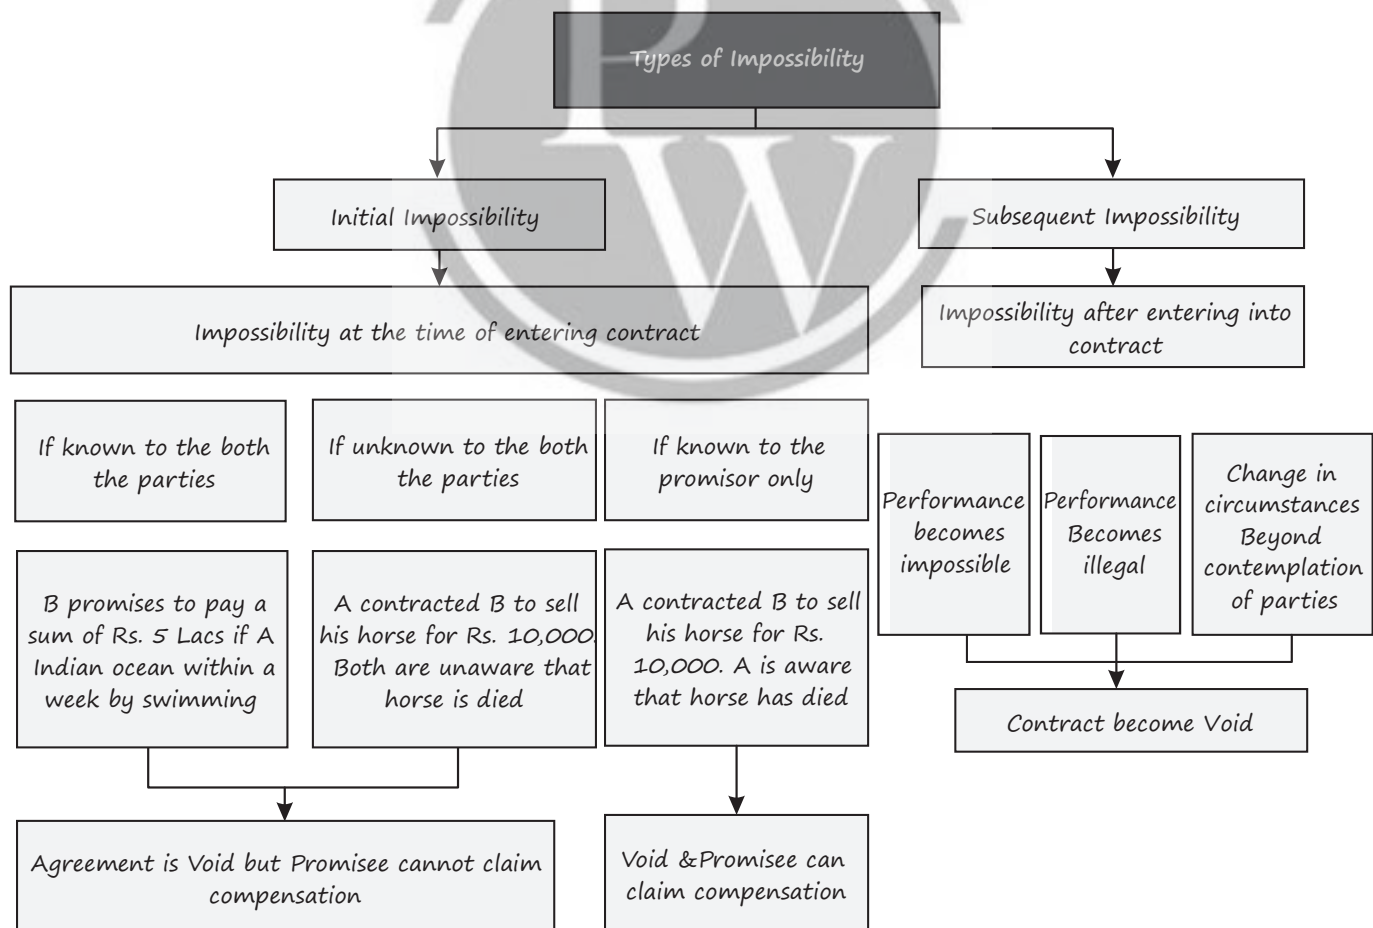 Types of Impossibility
Initial Impossibility
Subsequent Impossibility
Impossibility at the time of entering contract
Impossibility after entering into
contract
If known to the both
the parties
If unknown to the both
the parties
If known to the
promisor only
Performance
becomes
impossible
Performance
Becomes
illegal
Change in
circumstances
Beyond
contemplation
of parties
B promises to pay a
sum of Rs. 5 Lacs if A
Indian ocean within a
week by swimming
A contracted B to sell
his horse for Rs. 10,000.
Both are unaware that
horse is died
A contracted B to sell
his horse for Rs.
10,000. A is aware
that horse has died
Contract become Void
Agreement is Void but Promisee cannot claim
compensation
Void &Promisee can
claim compensation
P
W